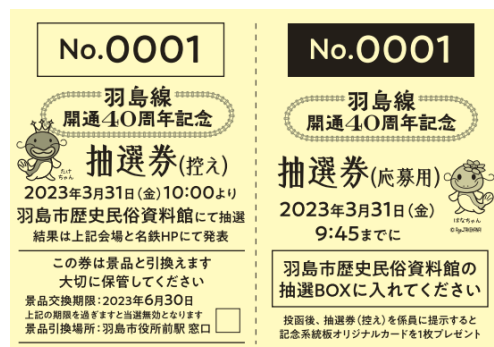 No.0001
羽島線
開通40周年記念
たけ
ちゃん
抽選券(控え)
2023年3月31日(金)10:00より
羽島市歴史民俗資料館にて抽選
結果は上記会場と名鉄HPにて発表
この券は景品と引換えます
大切に保管してください
景品交換期限:2023年6月30日
上記の期限を過ぎますと当選無効となります
景品引換場所:羽島市役所前駅 窓口
No.0001
羽島線
開通40周年記念
抽選券(応募用)
はなちゃん
2023年3月31日(金)
9:45までに
羽島市歴史民俗資料館の
抽選BOXに入れてください
投函後、抽選券(控え)を係員に提示すると
記念系統板オリジナルカードを1枚プレゼント